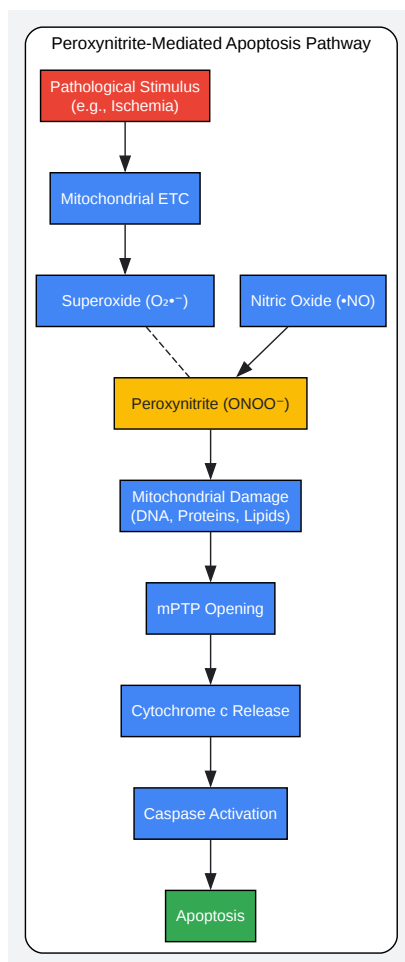 Peroxynitrite-Mediated Apoptosis Pathway
Pathological Stimulus
(e.g., Ischemia)
Mitochondrial ETC
Superoxide (O₂•⁻)
Nitric Oxide (•NO)
Peroxynitrite (ONOO⁻)
Mitochondrial Damage
(DNA, Proteins, Lipids)
mPTP Opening
Cytochrome c Release
Caspase Activation
Apoptosis